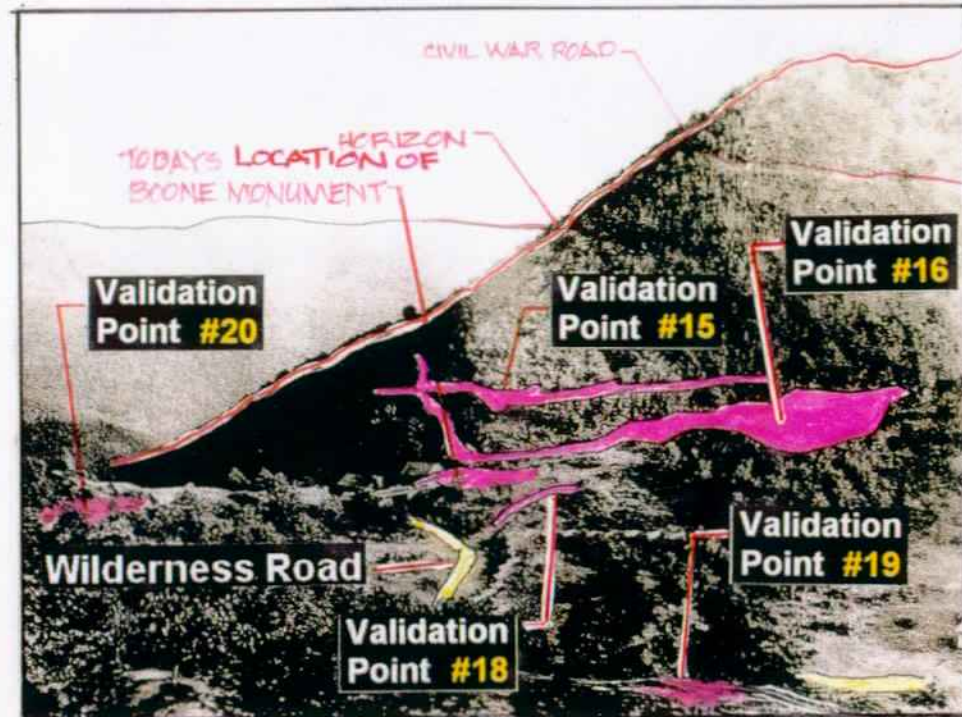 CIVIL WAR ROAD
HORIZON
TODAYS LOCATION OF
BOONE MONUMENT
Validation
Point #16
Validation
Point #20
Validation
Point #15
Validation
Point #19
Wilderness Road
Validation
Point #18